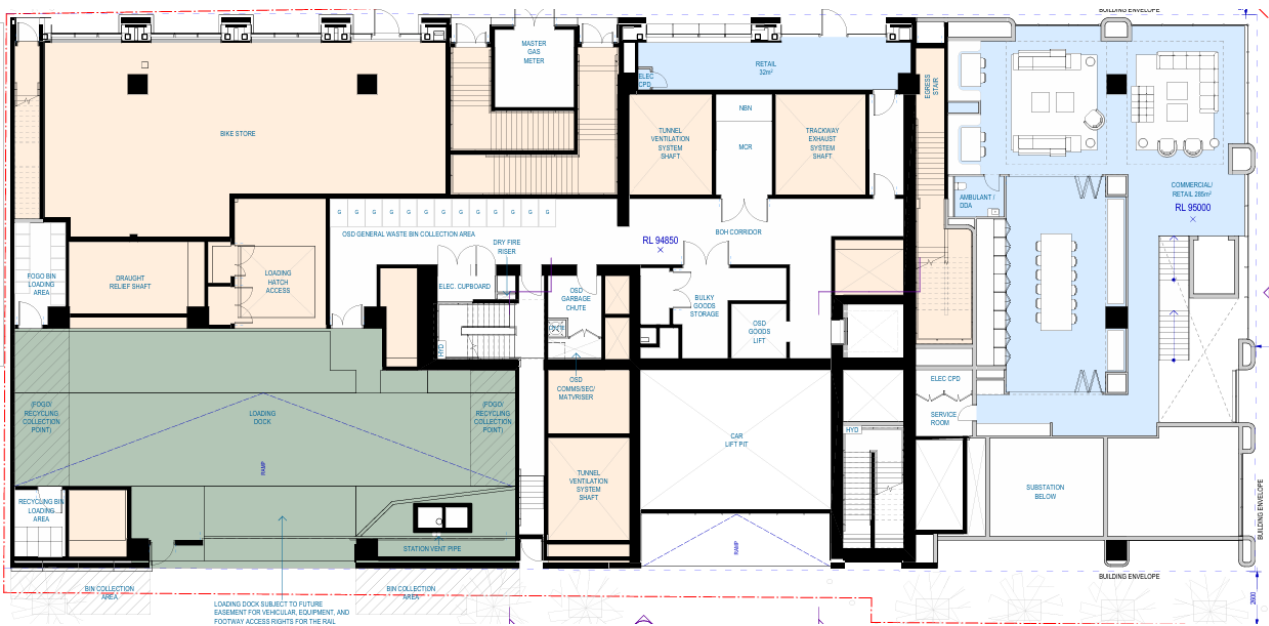 BUILDING ENVELOPE
MASTER
GAS
METER
RETAIL
32m²
ELEC
CPD
EGRESS
STAIR
NBN
MCR
TUNNEL
VENTILATION
SYSTEM
SHAFT
TRACKWAY
EXHAUST
SYSTEM
SHAFT
BIKE STORE
COMMERCIAL/
RETAIL 285m²
RL 95000
AMBULANT /
DDA
G G G G G G G G G G G G G
OSD GENERAL WASTE BIN COLLECTION AREA
DRY FIRE
RISER
RL 94850
BOH CORRIDOR
FOGO BIN
LOADING
AREA
DRAUGHT
RELIEF SHAFT
LOADING
HATCH
ACCESS
ELEC. CUPBOARD
OSD
GARBAGE
CHUTE
BULKY
GOODS
STORAGE
OSD
GOODS
LIFT
HYD
OSD
COMMS/SEC/
MATV/RISER
ELEC CPD
SERVICE
ROOM
(FOGO/
RECYCLING
COLLECTION
POINT)
LOADING
DOCK
(FOGO/
RECYCLING
COLLECTION
POINT)
CAR
LIFT PIT
HYD
RAMP
TUNNEL
VENTILATION
SYSTEM
SHAFT
SUBSTATION
BELOW
RECYCLING BIN
LOADING
AREA
STATION VENT PIPE
RAMP
BUILDING ENVELOPE
BUILDING ENVELOPE
BIN COLLECTION
AREA
BIN COLLECTION
AREA
2600
LOADING DOCK SUBJECT TO FUTURE
EASEMENT FOR VEHICULAR, EQUIPMENT, AND
FOOTWAY ACCESS RIGHTS FOR THE RAIL